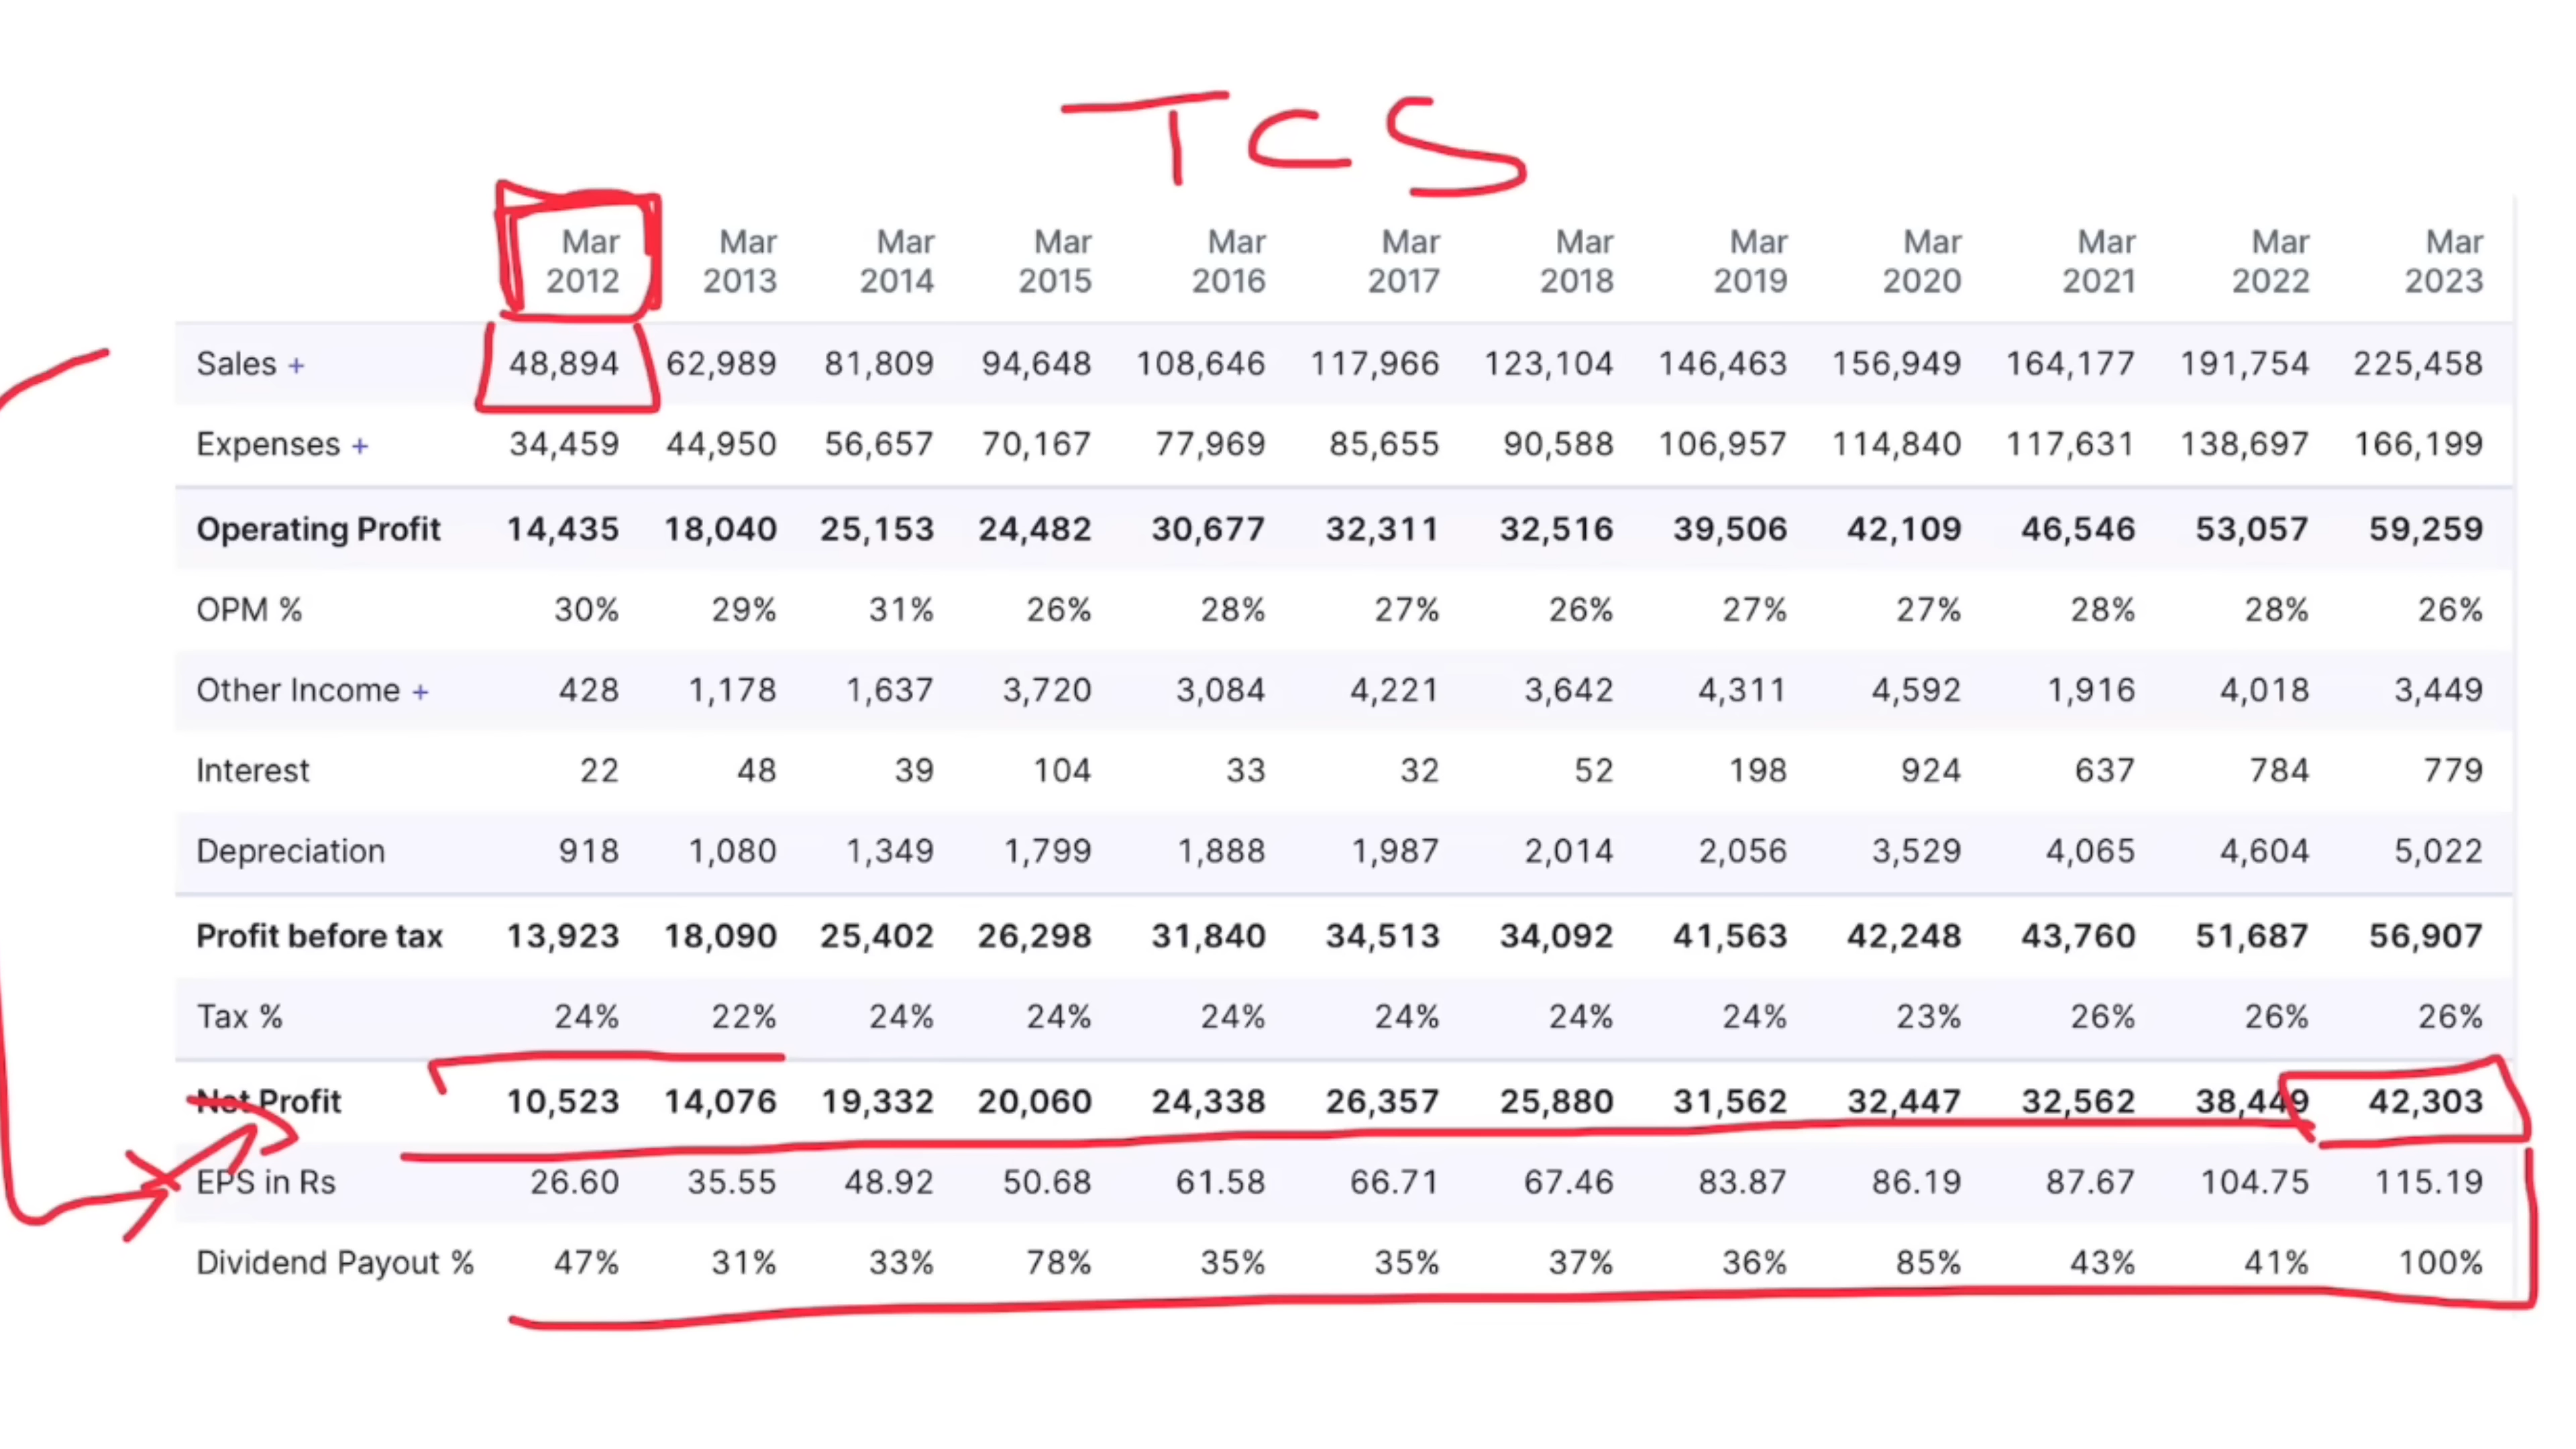 TCS
Mar 2012 Mar 2013 Mar 2014 Mar 2015 Mar 2016 Mar 2017 Mar 2018 Mar 2019 Mar 2020 Mar 2021 Mar 2022 Mar 2023
Sales + 48,894 62,989 81,809 94,648 108,646 117,966 123,104 146,463 156,949 164,177 191,754 225,458
Expenses + 34,459 44,950 56,657 70,167 77,969 85,655 90,588 106,957 114,840 117,631 138,697 166,199
Operating Profit 14,435 18,040 25,153 24,482 30,677 32,311 32,516 39,506 42,109 46,546 53,057 59,259
OPM % 30% 29% 31% 26% 28% 27% 26% 27% 27% 28% 28% 26%
Other Income + 428 1,178 1,637 3,720 3,084 4,221 3,642 4,311 4,592 1,916 4,018 3,449
Interest 22 48 39 104 33 32 52 198 924 637 784 779
Depreciation 918 1,080 1,349 1,799 1,888 1,987 2,014 2,056 3,529 4,065 4,604 5,022
Profit before tax 13,923 18,090 25,402 26,298 31,840 34,513 34,092 41,563 42,248 43,760 51,687 56,907
Tax % 24% 22% 24% 24% 24% 24% 24% 24% 23% 26% 26% 26%
Net Profit 10,523 14,076 19,332 20,060 24,338 26,357 25,880 31,562 32,447 32,562 38,449 42,303
EPS in Rs 26.60 35.55 48.92 50.68 61.58 66.71 67.46 83.87 86.19 87.67 104.75 115.19
Dividend Payout % 47% 31% 33% 78% 35% 35% 37% 36% 85% 43% 41% 100%